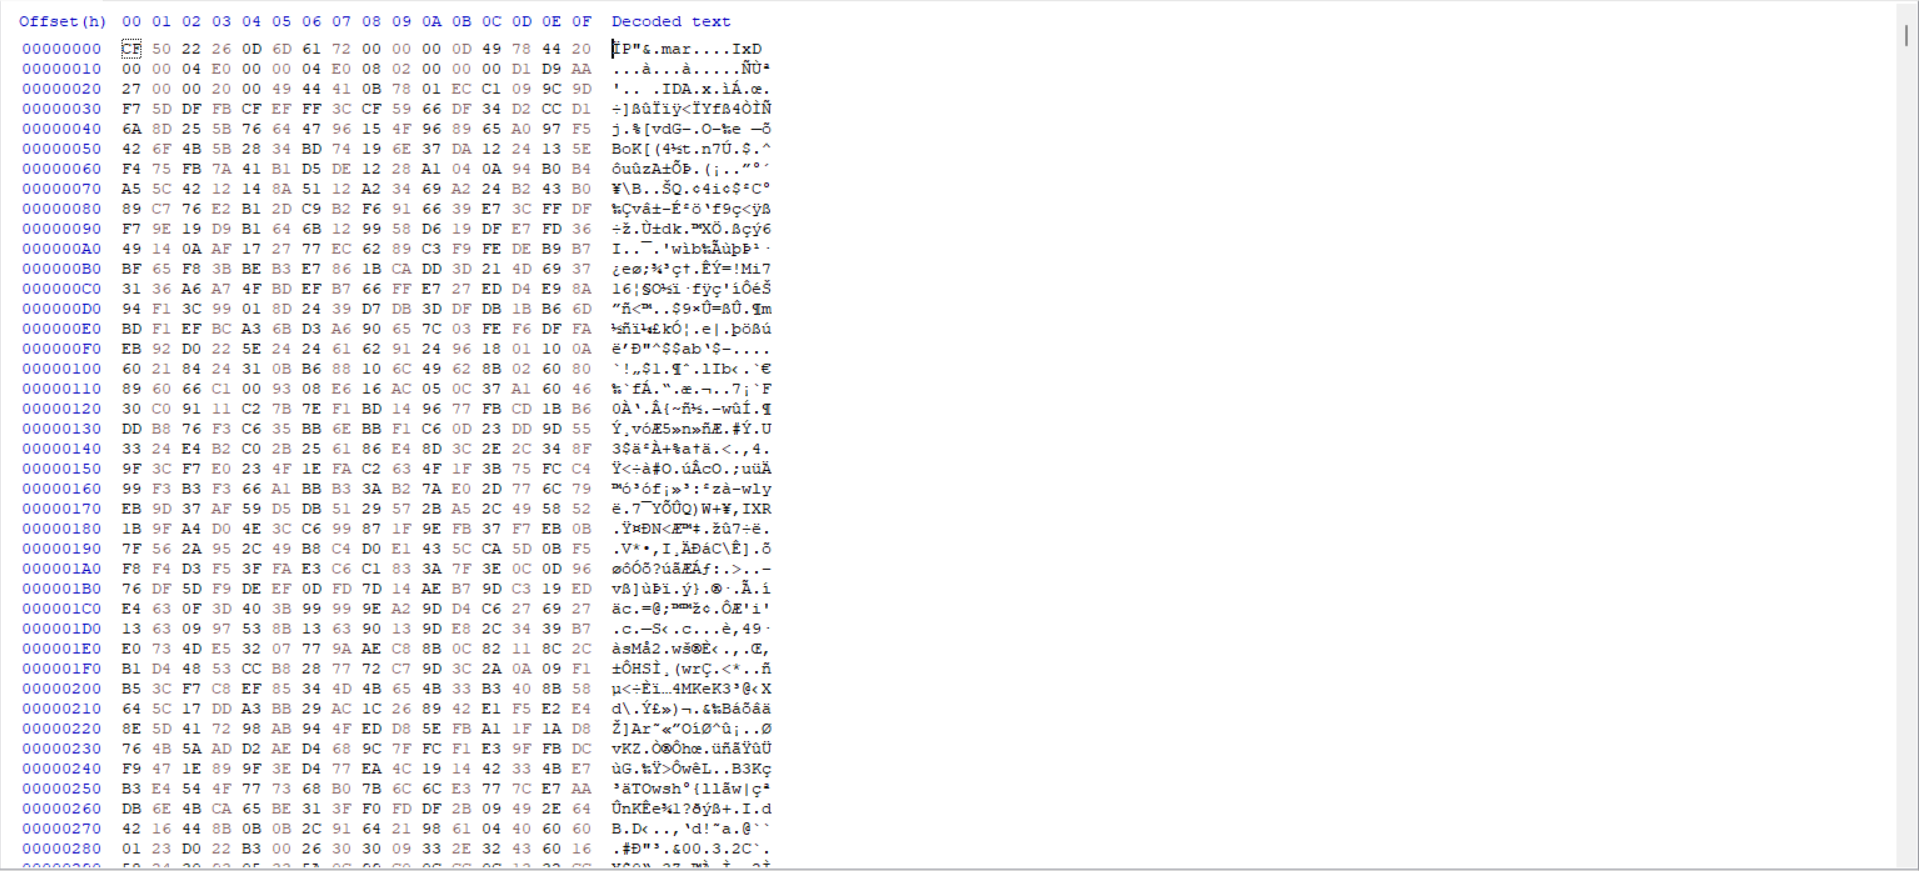 Offset(h) 00 01 02 03 04 05 06 07 08 09 0A 0B 0C 0D 0E 0F Decoded text
00000000 CF 50 22 26 0D 6D 61 72 00 00 00 0D 49 78 44 20 ÏP"&.mar....IxD
00000010 00 00 04 E0 00 00 04 E0 08 02 00 00 00 D1 D9 AA ...à...à.....ÑÙª
00000020 27 00 00 20 00 49 44 41 0B 78 01 EC C1 09 9C 9D '.. .IDA.x.ìÁ.œ.
00000030 F7 5D DF FB CF EF FF 3C CF 59 66 DF 34 D2 CC D1 ÷]ßûÏïÿ<ÏYfß4ÒÌÑ
00000040 6A 8D 25 5B 76 64 47 96 15 4F 96 89 65 A0 97 F5 j.%[vdG–.O–‰e —õ
00000050 42 6F 4B 5B 28 34 BD 74 19 6E 37 DA 12 24 13 5E BoK[(4½t.n7Ú.$.^
00000060 F4 75 FB 7A 41 B1 D5 DE 12 28 A1 04 0A 94 B0 B4 ôuûzA±ÕÞ.(¡..”°´
00000070 A5 5C 42 12 14 8A 51 12 A2 34 69 A2 24 B2 43 B0 ¥\B..ŠQ.¢4i¢$²C°
00000080 89 C7 76 E2 B1 2D C9 B2 F6 91 66 39 E7 3C FF DF ‰Çvâ±-É²ö‘f9ç<ÿß
00000090 F7 9E 19 D9 B1 64 6B 12 99 58 D6 19 DF E7 FD 36 ÷ž.Ù±dk.™XÖ.ßçý6
000000A0 49 14 0A AF 17 27 77 EC 62 89 C3 F9 FE DE B9 B7 I..¯.'wìb‰ÃùþÞ¹·
000000B0 BF 65 F8 3B BE B3 E7 86 1B CA DD 3D 21 4D 69 37 ¿eø;¾³ç†.ÊÝ=!Mi7
000000C0 31 36 A6 A7 4F BD EF B7 66 FF E7 27 ED D4 E9 8A 16¦§O½ï·fÿç'íÔéŠ
000000D0 94 F1 3C 99 01 8D 24 39 D7 DB 3D DF DB 1B B6 6D ”ñ<™..$9×Û=ßÛ.¶m
000000E0 BD F1 EF BC A3 6B D3 A6 90 65 7C 03 FE F6 DF FA ½ñï¼£kÓ¦.e|.þößú
000000F0 EB 92 D0 22 5E 24 24 61 62 91 24 96 18 01 10 0A ë’Ð"^$$ab‘$–....
00000100 60 21 84 24 31 0B B6 88 10 6C 49 62 8B 02 60 80 `!„$1.¶ˆ.lIb‹.`€
00000110 89 60 66 C1 00 93 08 E6 16 AC 05 0C 37 A1 60 46 ‰`fÁ.“.æ.¬..7¡`F
00000120 30 C0 91 11 C2 7B 7E F1 BD 14 96 77 FB CD 1B B6 0À‘.Â{~ñ½.–wûÍ.¶
00000130 DD B8 76 F3 C6 35 BB 6E BB F1 C6 0D 23 DD 9D 55 Ý¸vóÆ5»n»ñÆ.#Ý.U
00000140 33 24 E4 B2 C0 2B 25 61 86 E4 8D 3C 2E 2C 34 8F 3$ä²À+%a†ä.<.,4.
00000150 9F 3C F7 E0 23 4F 1E FA C2 63 4F 1F 3B 75 FC C4 Ÿ<÷à#O.úÂcO.;uüÄ
00000160 99 F3 B3 F3 66 A1 BB B3 3A B2 7A E0 2D 77 6C 79 ™ó³óf¡»³:²zà-wly
00000170 EB 9D 37 AF 59 D5 DB 51 29 57 2B A5 2C 49 58 52 ë.7¯YÕÛQ)W+¥,IXR
00000180 1B 9F A4 D0 4E 3C C6 99 87 1F 9E FB 37 F7 EB 0B .Ÿ¤ÐN<Æ™‡.žû7÷ë.
00000190 7F 56 2A 95 2C 49 B8 C4 D0 E1 43 5C CA 5D 0B F5 .V*•,I¸ÄÐáC\Ê].õ
000001A0 F8 F4 D3 F5 3F FA E3 C6 C1 83 3A 7F 3E 0C 0D 96 øôÓõ?úãÆÁƒ:.>..–
000001B0 76 DF 5D F9 DE EF 0D FD 7D 14 AE B7 9D C3 19 ED vß]ùÞï.ý}.®·.Ã.í
000001C0 E4 63 0F 3D 40 3B 99 99 9E A2 9D D4 C6 27 69 27 äc.=@;™™ž¢.ÔÆ'i'
000001D0 13 63 09 97 53 8B 13 63 90 13 9D E8 2C 34 39 B7 .c.—S‹.c...è,49·
000001E0 E0 73 4D E5 32 07 77 9A AE C8 8B 0C 82 11 8C 2C àsMå2.wš®È‹.‚.Œ,
000001F0 B1 D4 48 53 CC B8 28 77 72 C7 9D 3C 2A 0A 09 F1 ±ÔHSÌ¸(wrÇ.<*..ñ
00000200 B5 3C F7 C8 EF 85 34 4D 4B 65 4B 33 B3 40 8B 58 µ<÷Èï…4MKeK3³@‹X
00000210 64 5C 17 DD A3 BB 29 AC 1C 26 89 42 E1 F5 E2 E4 d\.Ý£»)¬.&‰Báõâä
00000220 8E 5D 41 72 98 AB 94 4F ED D8 5E FB A1 1F 1A D8 Ž]Ar˜«”OíØ^û¡..Ø
00000230 76 4B 5A AD D2 AE D4 68 9C 7F FC F1 E3 9F FB DC vKZ.Ò®Ôhœ.üñãŸûÜ
00000240 F9 47 1E 89 9F 3E D4 77 EA 4C 19 14 42 33 4B E7 ùG.‰Ÿ>ÔwêL..B3Kç
00000250 B3 E4 54 4F 77 73 68 B0 7B 6C 6C E3 77 7C E7 AA ³äTOwsh°{llãw|çª
00000260 DB 6E 4B CA 65 BE 31 3F F0 FD DF 2B 09 49 2E 64 ÛnKÊe¾1?ðýß+.I.d
00000270 42 16 44 8B 0B 0B 2C 91 64 21 98 61 04 40 60 60 B.D‹..,‘d!˜a.@``
00000280 01 23 D0 22 B3 00 26 30 30 09 33 2E 32 43 60 16 .#Ð"³.&00.3.2C`.